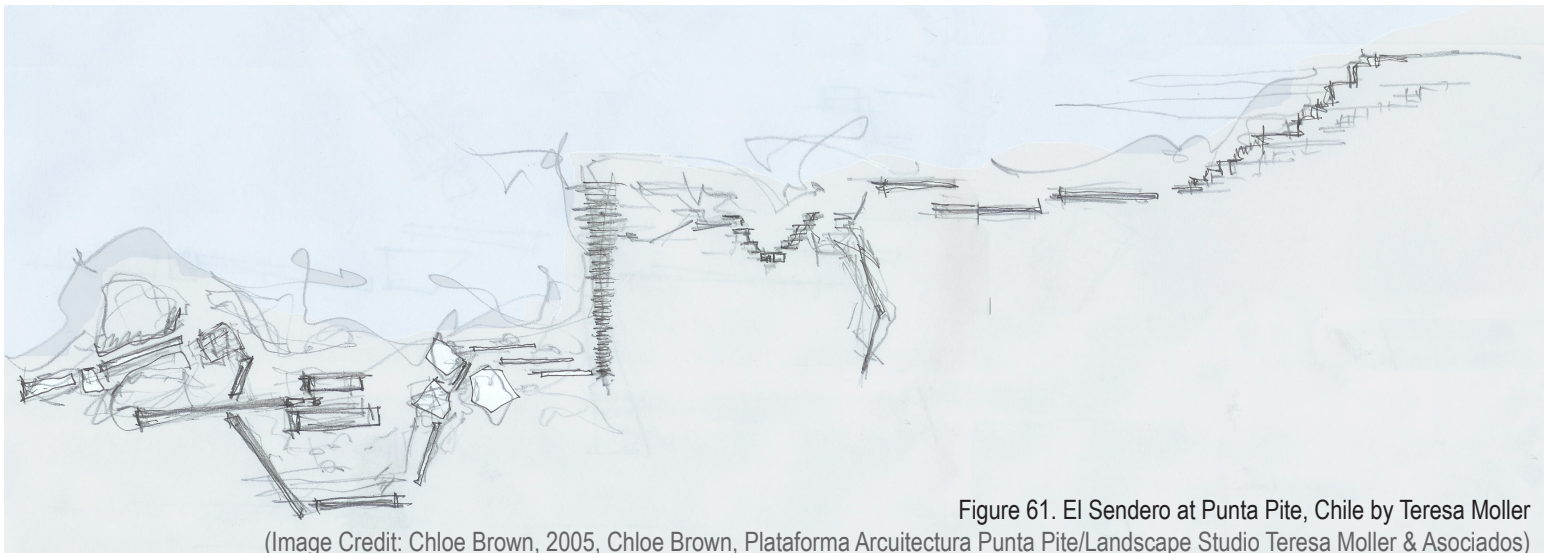 Figure 61. El Sendero at Punta Pite, Chile by Teresa Moller
(Image Credit: Chloe Brown, 2005, Chloe Brown, Plataforma Arcuitectura Punta Pite/Landscape Studio Teresa Moller & Asociados)